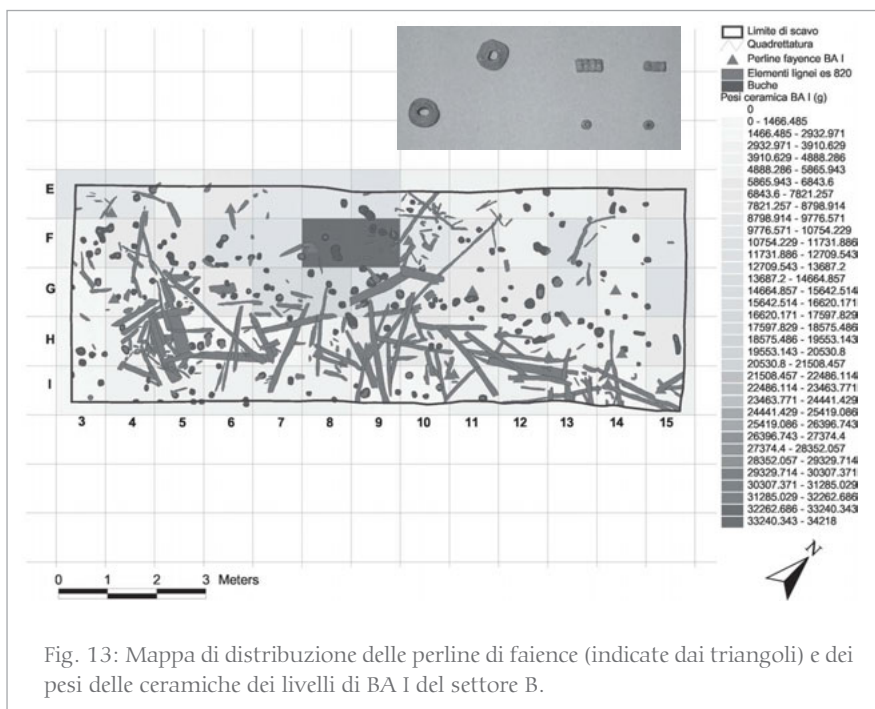 Limite di scavo
Quadrettatura
Perline fayence BA I
Elementi lignei es 820
Buche
Pesi ceramica BA I (g)
0
0 - 1466.485
1466.485 - 2932.971
2932.971 - 3910.629
3910.629 - 4888.286
4888.286 - 5865.943
5865.943 - 6843.6
6843.6 - 7821.257
7821.257 - 8798.914
8798.914 - 9776.571
9776.571 - 10754.229
10754.229 - 11731.886
11731.886 - 12709.543
12709.543 - 13687.2
13687.2 - 14664.857
14664.857 - 15642.514
15642.514 - 16620.171
16620.171 - 17597.829
17597.829 - 18575.486
18575.486 - 19553.143
19553.143 - 20530.8
20530.8 - 21508.457
21508.457 - 22486.114
22486.114 - 23463.771
23463.771 - 24441.429
24441.429 - 25419.086
25419.086 - 26396.743
26396.743 - 27374.4
27374.4 - 28352.057
28352.057 - 29329.714
29329.714 - 30307.371
30307.371 - 31285.029
31285.029 - 32262.686
32262.686 - 33240.343
33240.343 - 34218
E
F
G
H
I
3 4 5 6 7 8 9 10 11 12 13 14 15
0 1 2 3 Meters
N
Fig. 13: Mappa di distribuzione delle perline di faience (indicate dai triangoli) e dei
pesi delle ceramiche dei livelli di BA I del settore B.